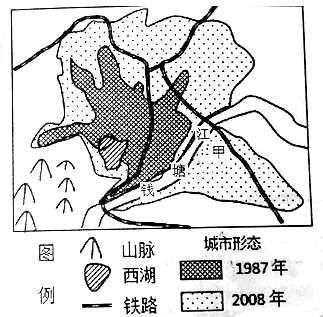 江
甲
塘
钱
图 山脉 城市形态
西湖 1987年
例 铁路 2008年